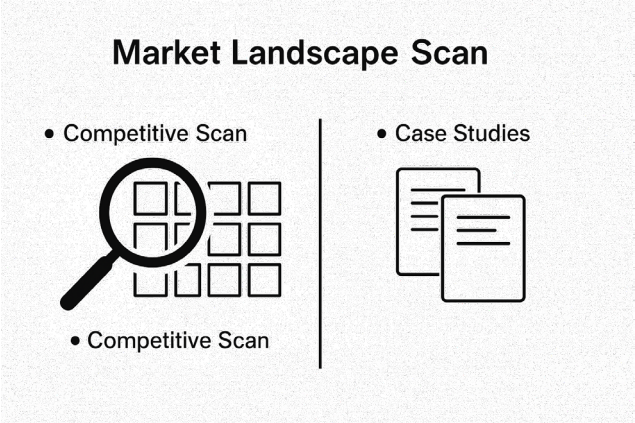 Market Landscape Scan
• Competitive Scan
• Competitive Scan
• Case Studies